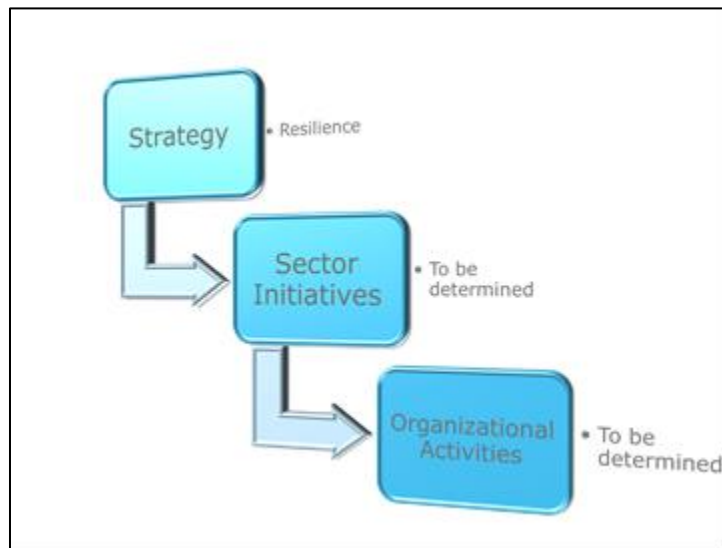 Strategy
• Resilience
Sector
Initiatives
• To be
determined
Organizational
Activities
• To be
determined